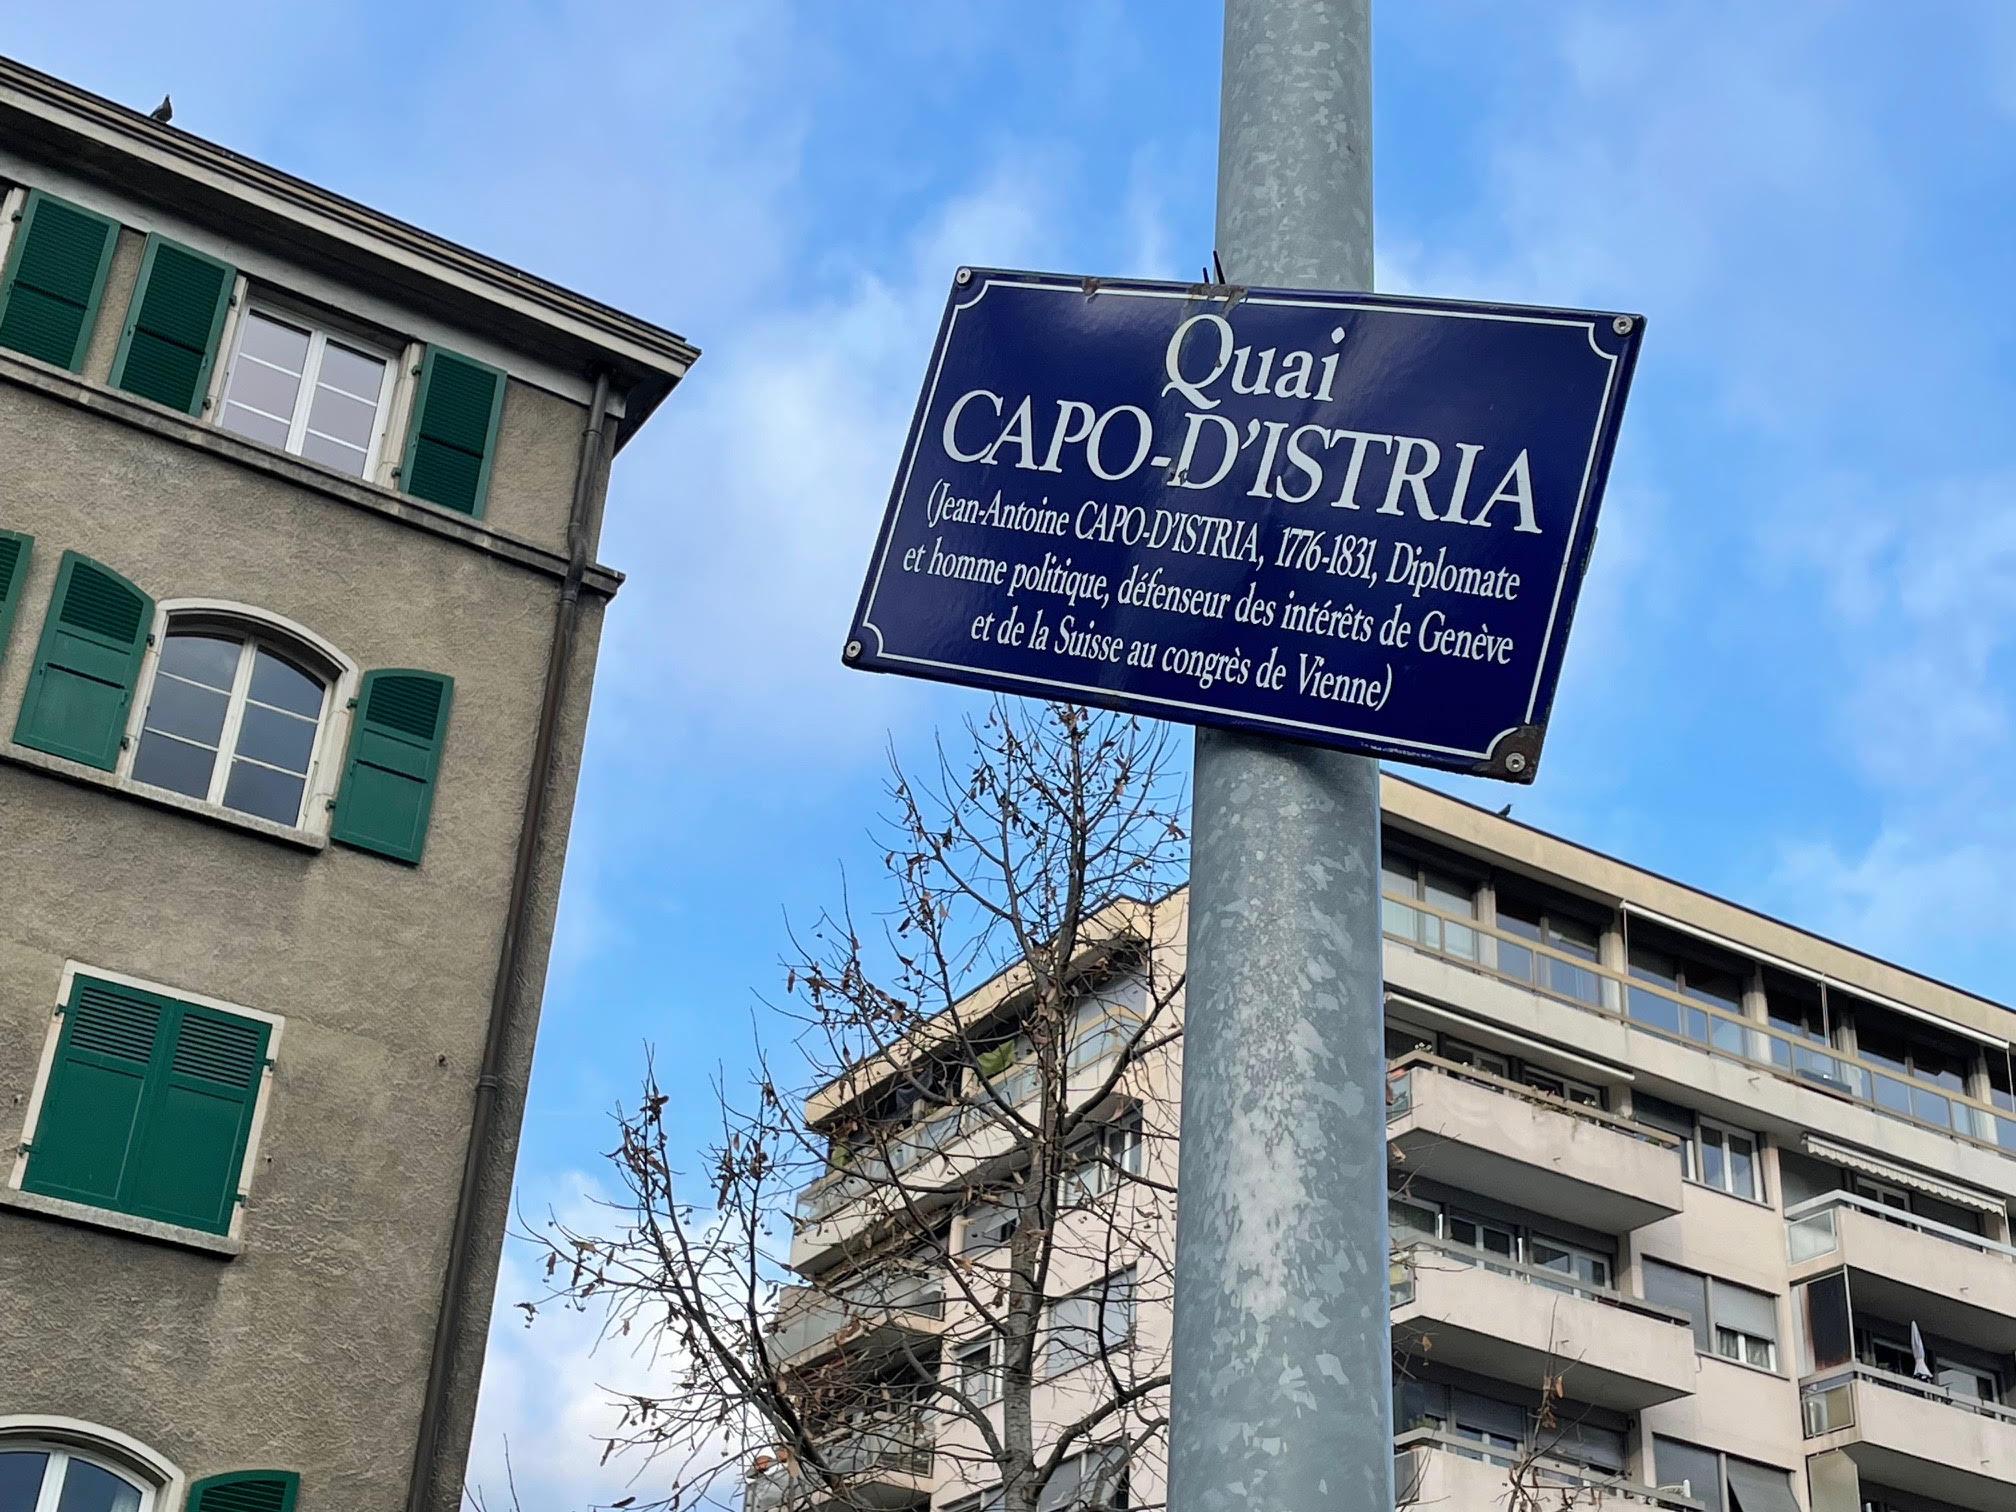 Quai
CAPO-D'ISTRIA
(Jean-Antoine CAPO-D'ISTRIA, 1776-1831, Diplomate
et homme politique, défenseur des intérêts de Genève
et de la Suisse au congrès de Vienne)